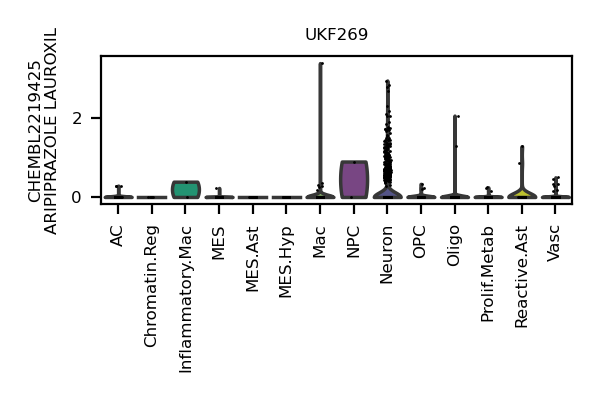 UKF269
CHEMBL2219425
ARIPIPRAZOLE LAUROXIL
2
0
AC
Chromatin.Reg
Inflammatory.Mac
MES
MES.Ast
MES.Hyp
Mac
NPC
Neuron
OPC
Oligo
Prolif.Metab
Reactive.Ast
Vasc